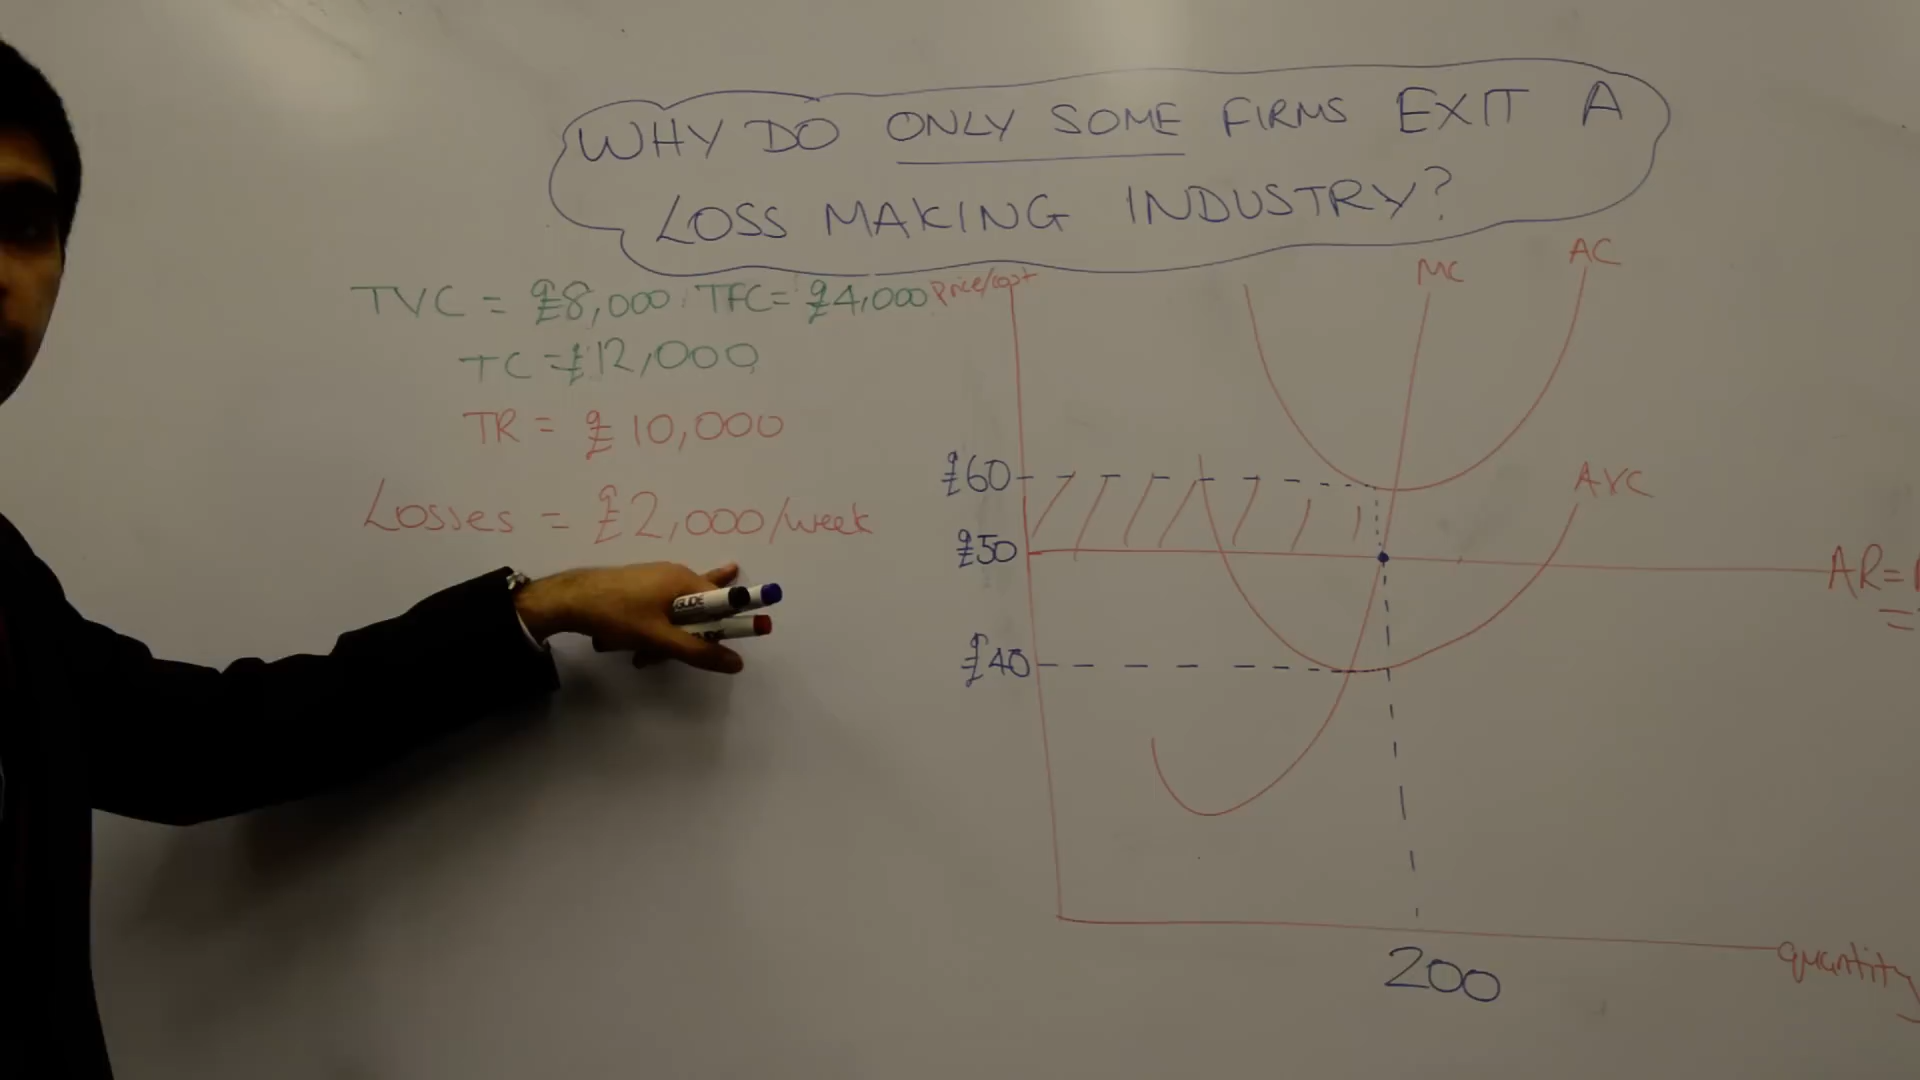 WHY DO ONLY SOME FIRMS EXIT A
LOSS MAKING INDUSTRY?
TVC = £8,000 TFC= £4,000
TC = £12,000
TR = £10,000
Losses = £2,000/week
Price/cost
MC
AC
£60
AVC
£50
AR=
£40
200
quantity